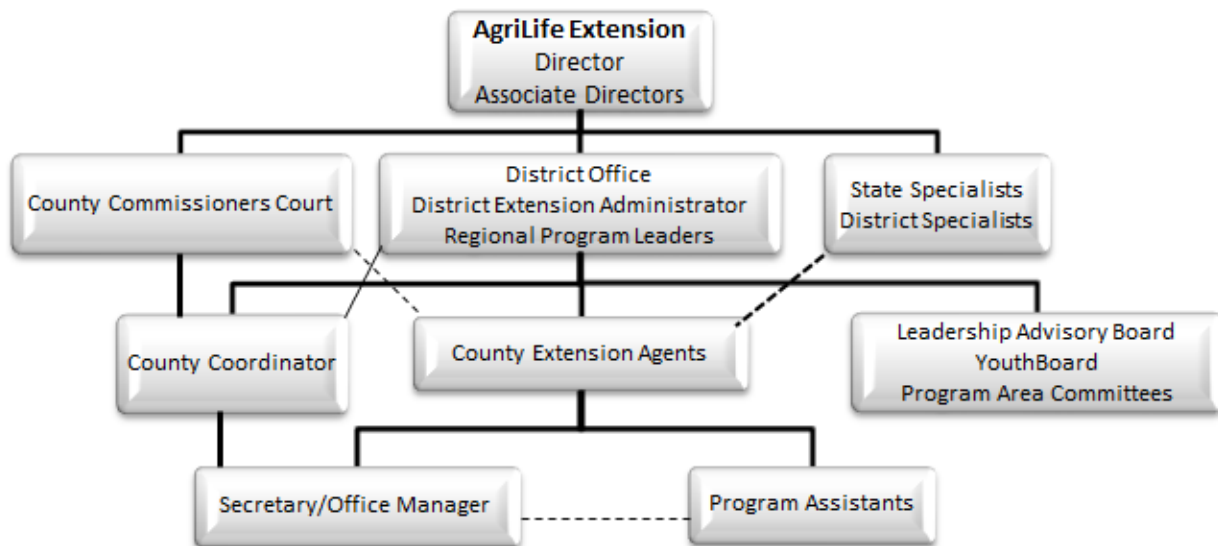 AgriLife Extension
Director
Associate Directors
County Commissioners Court
District Office
District Extension Administrator
Regional Program Leaders
State Specialists
District Specialists
County Coordinator
County Extension Agents
Leadership Advisory Board
YouthBoard
Program Area Committees
Secretary/Office Manager
Program Assistants